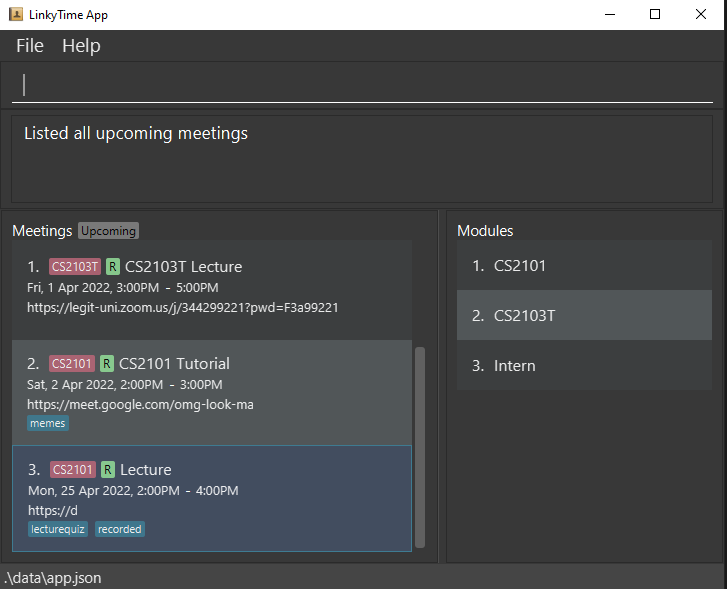 LinkyTime App
File Help
Listed all upcoming meetings
Meetings Upcoming
1. CS2103T R CS2103T Lecture
Fri, 1 Apr 2022, 3:00PM - 5:00PM
https://legit-uni.zoom.us/j/344299221?pwd=F3a99221
2. CS2101 R CS2101 Tutorial
Sat, 2 Apr 2022, 2:00PM - 3:00PM
https://meet.google.com/omg-look-ma
memes
3. CS2101 R Lecture
Mon, 25 Apr 2022, 2:00PM - 4:00PM
https://d
lecturequiz recorded
Modules
1. CS2101
2. CS2103T
3. Intern
.\data\app.json